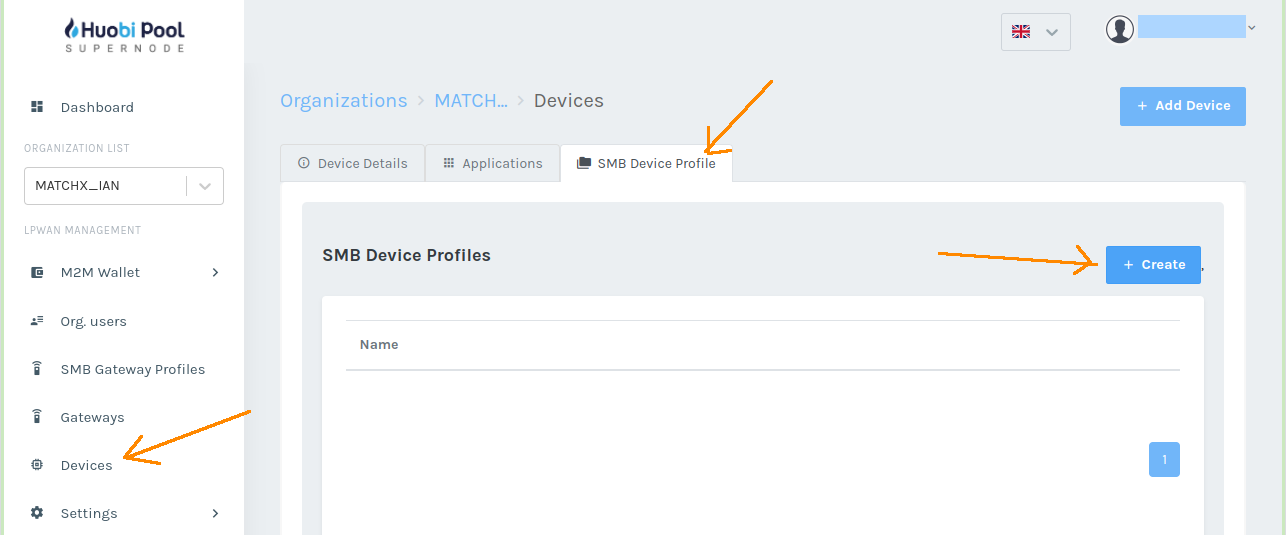 Huobi Pool
SUPERNODE
Dashboard
ORGANIZATION LIST
MATCHX_IAN
LPWAN MANAGEMENT
M2M Wallet
Org. users
SMB Gateway Profiles
Gateways
Devices
Settings
Organizations > MATCH... > Devices
+ Add Device
Device Details
Applications
SMB Device Profile
SMB Device Profiles
+ Create
Name
1